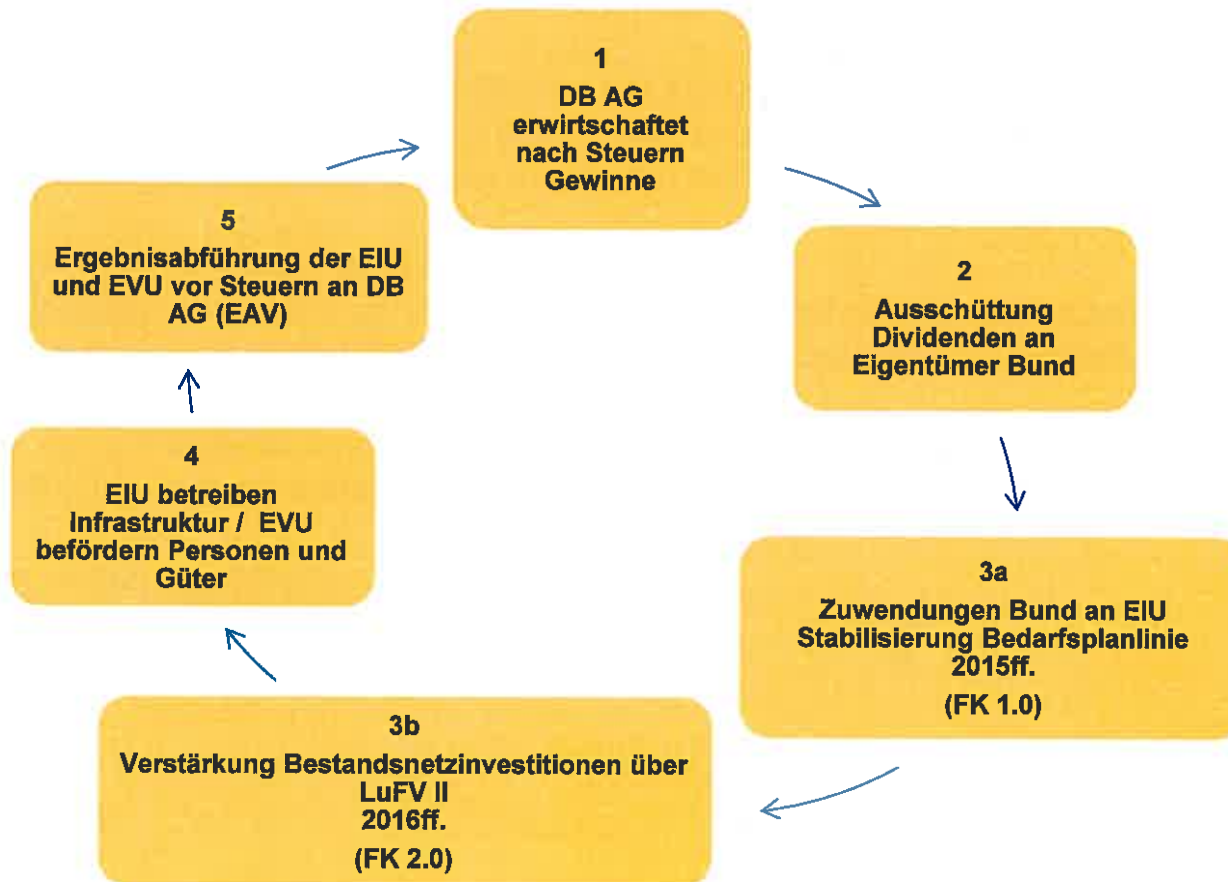 1
DB AG
erwirtschaftet
nach Steuern
Gewinne
2
Ausschüttung
Dividenden an
Eigentümer Bund
3a
Zuwendungen Bund an EIU
Stabilisierung Bedarfsplanlinie
2015ff.
(FK 1.0)
3b
Verstärkung Bestandsnetzinvestitionen über
LuFV II
2016ff.
(FK 2.0)
4
EIU betreiben
Infrastruktur / EVU
befördern Personen und
Güter
5
Ergebnisabführung der EIU
und EVU vor Steuern an DB
AG (EAV)